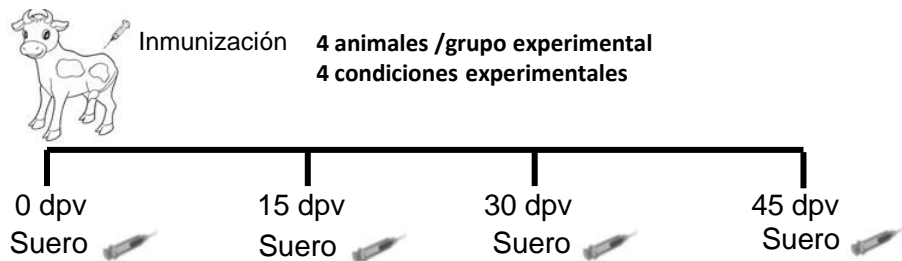 Inmunización
4 animales /grupo experimental
4 condiciones experimentales
0 dpv
15 dpv
30 dpv
45 dpv
Suero
Suero
Suero
Suero